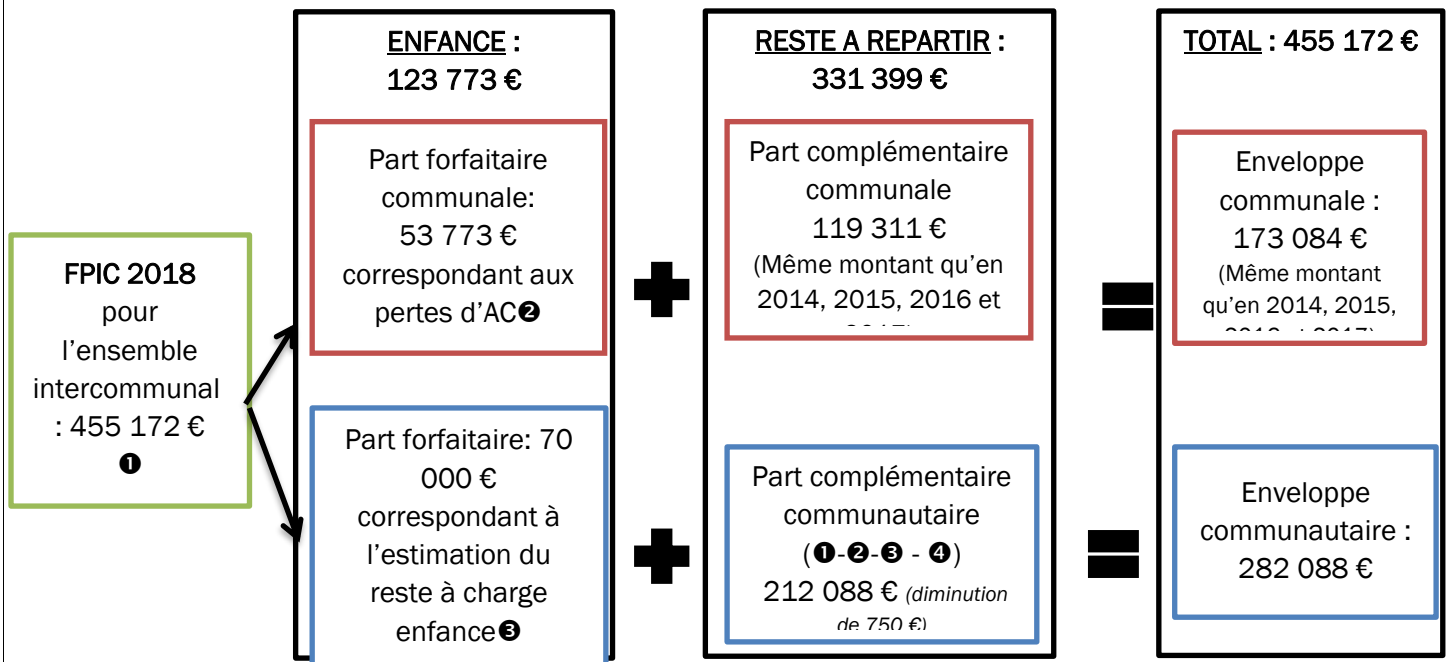 FPIC 2018
pour
l’ensemble
intercommunal
: 455 172 €
❶
ENFANCE :
123 773 €
Part forfaitaire
communale:
53 773 €
correspondant aux
pertes d’AC❷
Part forfaitaire: 70
000 €
correspondant à
l’estimation du
reste à charge
enfance❸
RESTE A REPARTIR :
331 399 €
Part complémentaire
communale
119 311 €
(Même montant qu’en
2014, 2015, 2016 et
Part complémentaire
communautaire
(❶-❷-❸ - ❹)
212 088 € (diminution
de 750 €)
TOTAL : 455 172 €
Enveloppe
communale :
173 084 €
(Même montant
qu’en 2014, 2015,
Enveloppe
communautaire :
282 088 €